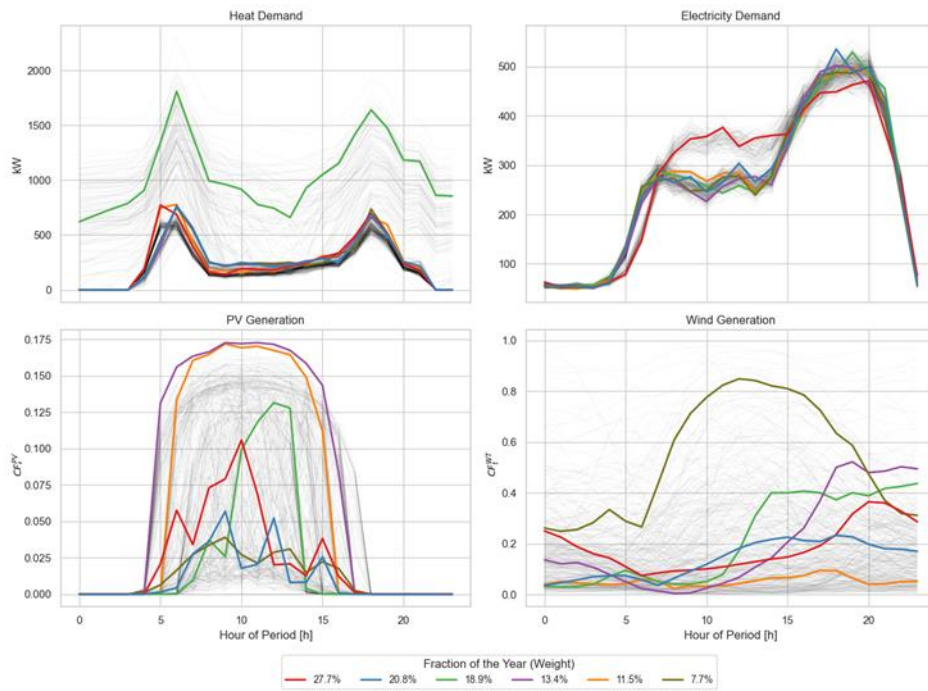 Heat Demand
Electricity Demand
2000
1500
1000
500
0
kW
500
400
300
200
100
kW
PV Generation
Wind Generation
0.175
0.150
0.125
0.100
0.075
0.050
0.025
0.000
1.0
0.8
0.6
0.4
0.2
0.0
0 5 10 15 20
0 5 10 15 20
Hour of Period [h]
Hour of Period [h]
Fraction of the Year (Weight)
27.7% 20.8% 18.9% 13.4% 11.5% 7.7%